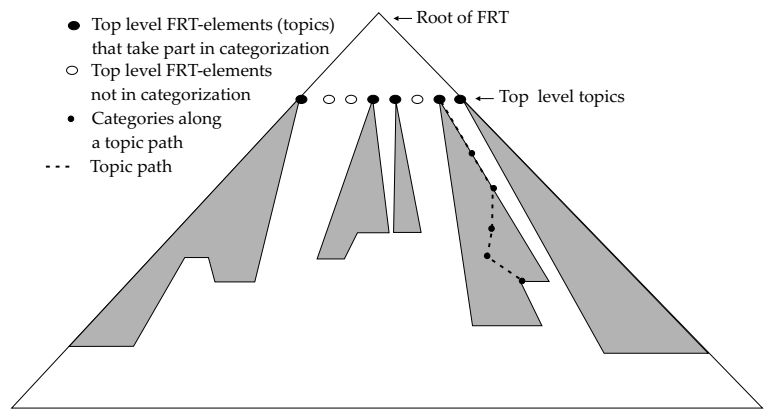 Top level FRT-elements (topics)
that take part in categorization
Top level FRT-elements
not in categorization
Categories along
a topic path
Topic path
Root of FRT
Top level topics